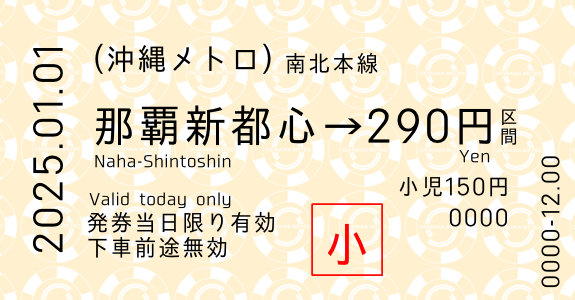 2025.01.01
(沖縄メトロ) 南北本線
那覇新都心→290円区間
Naha-Shintoshin
Yen
小児150円
0000
Valid today only
発券当日限り有効
下車前途無効
小
0000-12.00